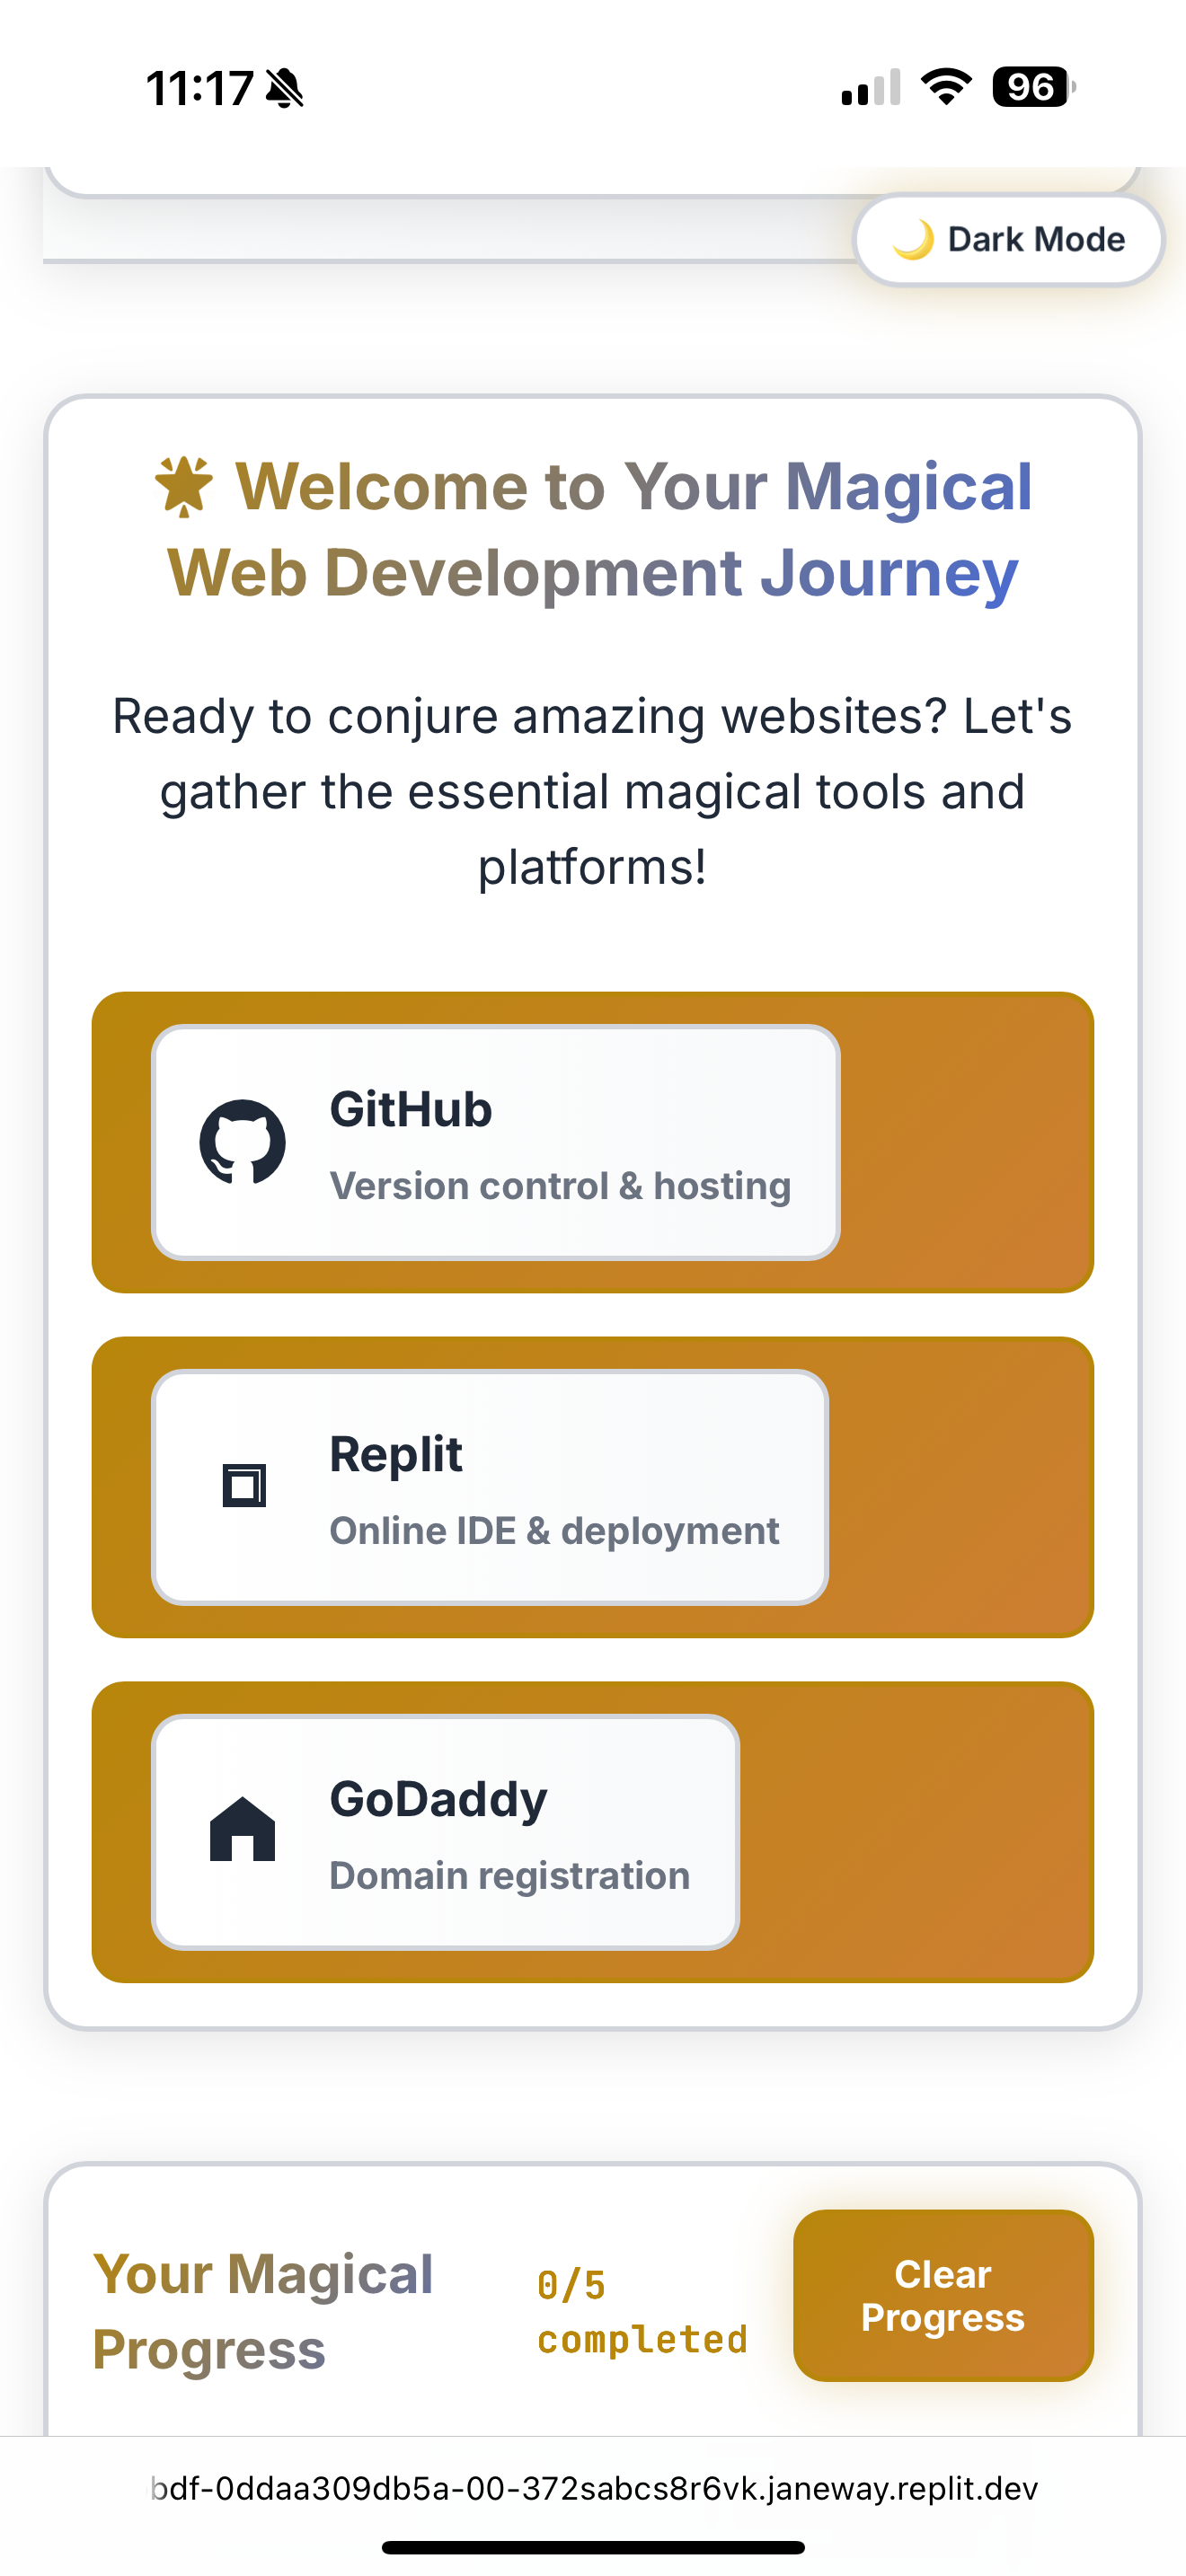 11:17
96
🌙 Dark Mode
🌟 Welcome to Your Magical
Web Development Journey
Ready to conjure amazing websites? Let's
gather the essential magical tools and
platforms!
GitHub
Version control & hosting
Replit
Online IDE & deployment
GoDaddy
Domain registration
Your Magical
Progress
0/5
completed
Clear
Progress
bdf-0ddaa309db5a-00-372sabcs8r6vk.janeway.replit.dev